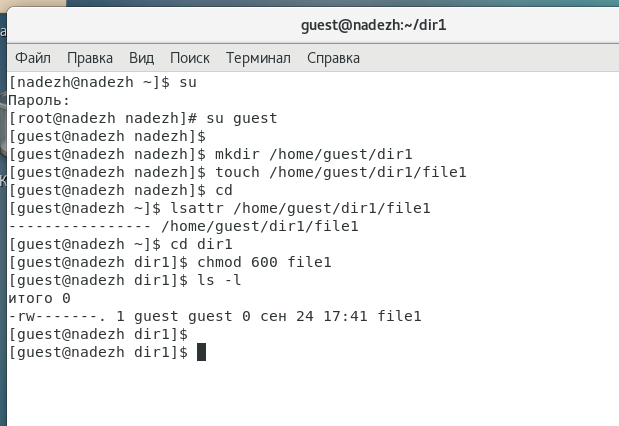 guest@nadezh:~/dir1
Файл Правка Вид Поиск Терминал Справка
[nadezh@nadezh ~]$ su
Пароль:
[root@nadezh nadezh]# su guest
[guest@nadezh nadezh]$
[guest@nadezh nadezh]$ mkdir /home/guest/dir1
[guest@nadezh nadezh]$ touch /home/guest/dir1/file1
[guest@nadezh nadezh]$ cd
[guest@nadezh ~]$ lsattr /home/guest/dir1/file1
---------------- /home/guest/dir1/file1
[guest@nadezh ~]$ cd dir1
[guest@nadezh dir1]$ chmod 600 file1
[guest@nadezh dir1]$ ls -l
итого 0
-rw-------. 1 guest guest 0 сен 24 17:41 file1
[guest@nadezh dir1]$
[guest@nadezh dir1]$